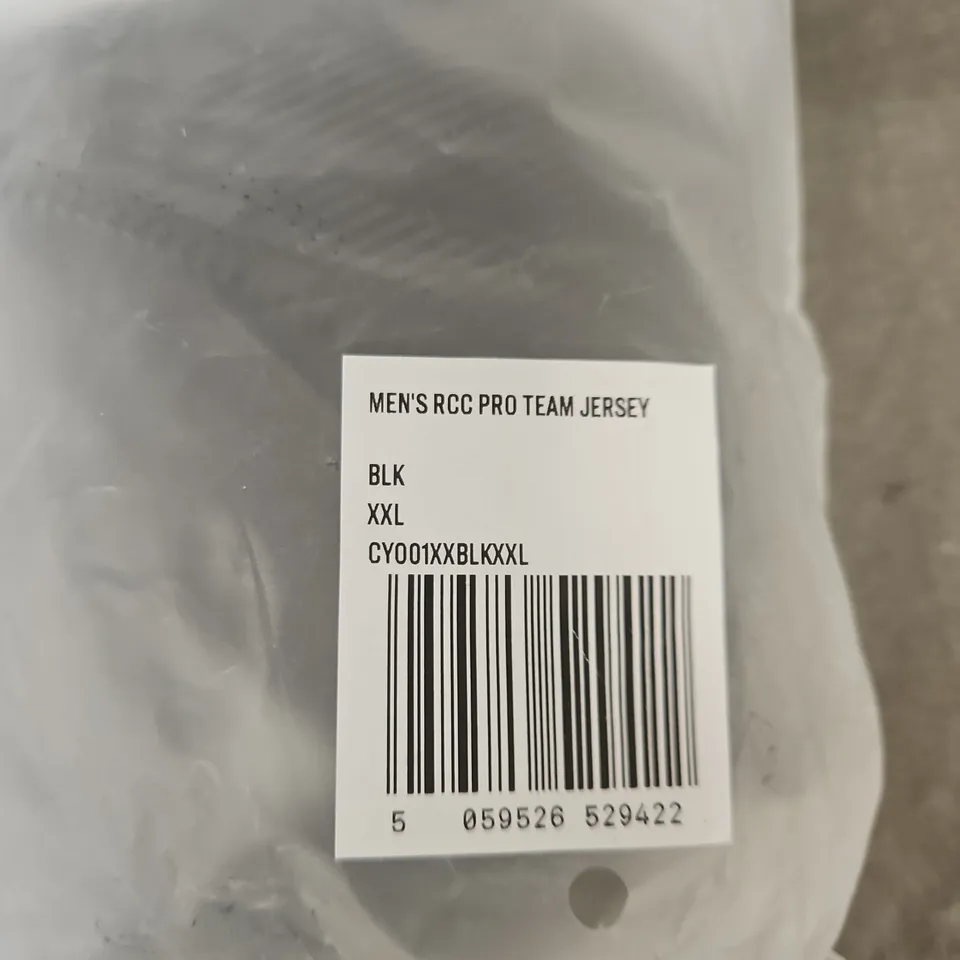 MEN'S RCC PRO TEAM JERSEY
BLK
XXL
CY001XXBLKXXL
5 059526 529422